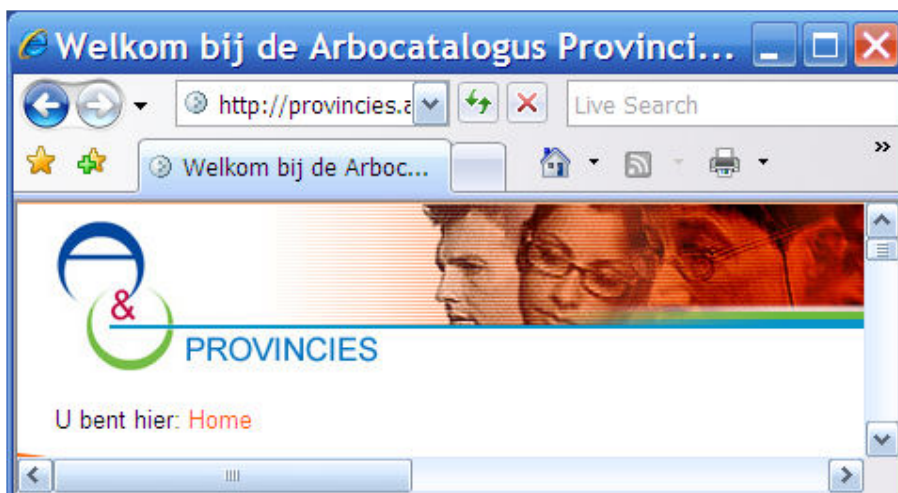 Welkom bij de Arbocatalogus Provinci...
http://provincies.a
Live Search
Welkom bij de Arboc...
&
PROVINCIES
U bent hier: Home